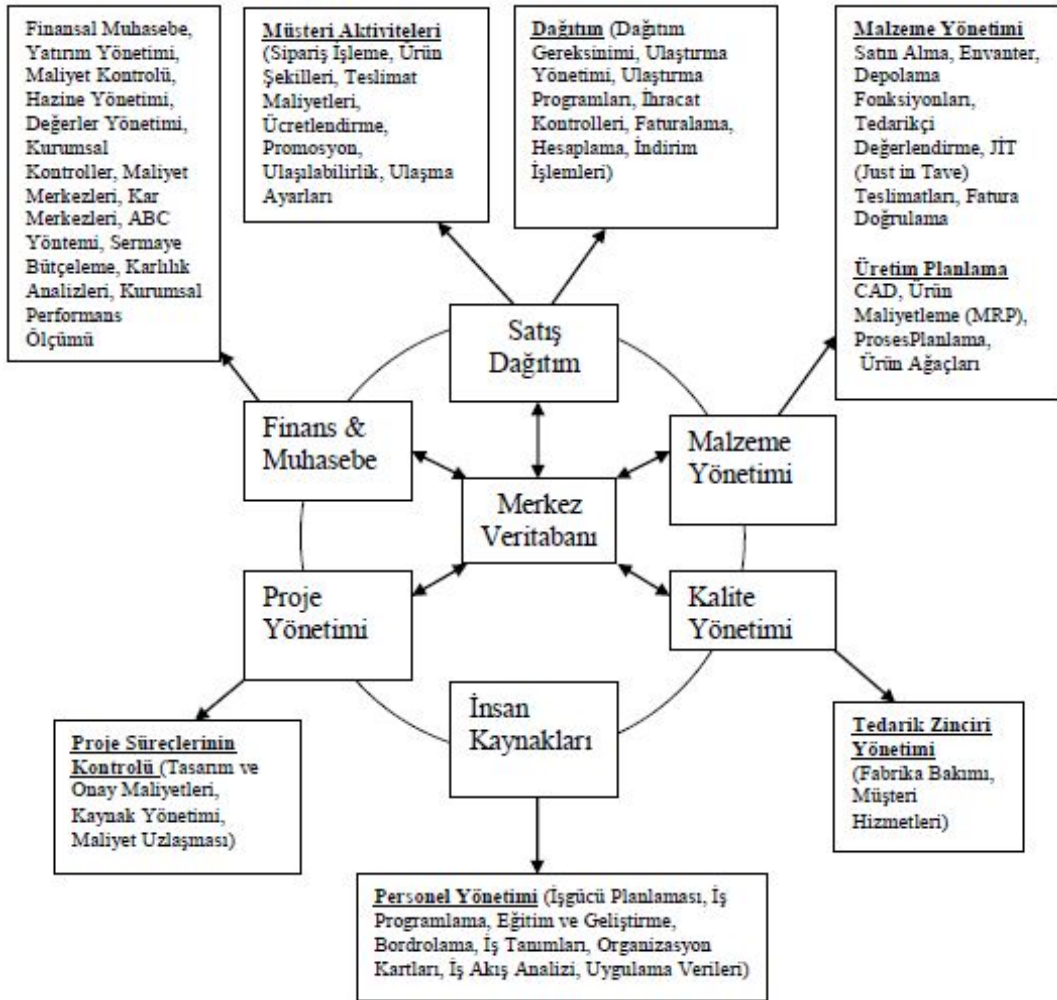 Finansal Muhasebe,
Yatırım Yönetimi,
Maliyet Kontrolü,
Hazine Yönetimi,
Değerler Yönetimi,
Kurumsal
Kontroller, Maliyet
Merkezleri, Kar
Merkezleri, ABC
Yöntemi, Sermaye
Bütçeleme, Karlılık
Analizleri, Kurumsal
Performans
Ölçümü
Müşteri Aktiviteleri
(Sipariş İşleme, Ürün
Şekilleri, Teslimat
Maliyetleri,
Ücretlendirme,
Promosyon,
Ulaşılabilirlik, Ulaşma
Ayarları
Dağıtım (Dağıtım
Gereksinimi, Ulaştırma
Yönetimi, Ulaştırma
Programları, İhracat
Kontrolleri, Faturalama,
Hesaplama, İndirim
İşlemleri)
Malzeme Yönetimi
Satın Alma, Envanter,
Depolama
Fonksiyonları,
Tedarikçi
Değerlendirme, JİT
(Just in Tave)
Teslimatları, Fatura
Doğrulama
Üretim Planlama
CAD, Ürün
Maliyetleme (MRP),
ProsesPlanlama,
Ürün Ağaçları
Satış
Dağıtım
Finans &
Muhasebe
Malzeme
Yönetimi
Merkez
Veritabanı
Proje
Yönetimi
Kalite
Yönetimi
İnsan
Kaynakları
Proje Süreçlerinin
Kontrolü (Tasarım ve
Onay Maliyetleri,
Kaynak Yönetimi,
Maliyet Uzlaşması)
Tedarik Zinciri
Yönetimi
(Fabrika Bakımı,
Müşteri
Hizmetleri)
Personel Yönetimi (İşgücü Planlaması, İş
Programlama, Eğitim ve Geliştirme,
Bordrolama, İş Tanımları, Organizasyon
Kartları, İş Akış Analizi, Uygulama Verileri)